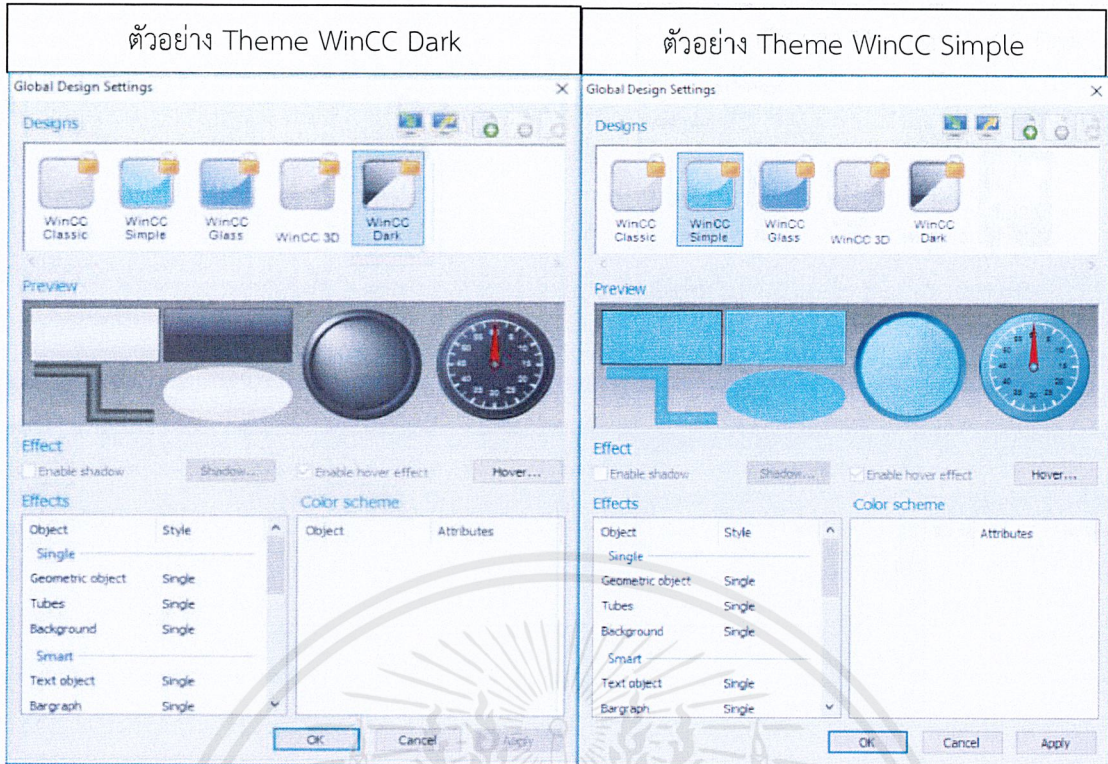 ตัวอย่าง Theme WinCC Dark
Global Design Settings
Designs
WinCC Classic
WinCC Simple
WinCC Glass
WinCC 3D
WinCC Dark
Preview
Effect
Enable shadow
Shadow...
Enable hover effect
Hover...
Effects
Color scheme
Object Style
Object Attributes
Single
Geometric object Single
Tubes Single
Background Single
Smart
Text object Single
Bargraph Single
OK Cancel Apply
ตัวอย่าง Theme WinCC Simple
Global Design Settings
Designs
WinCC Classic
WinCC Simple
WinCC Glass
WinCC 3D
WinCC Dark
Preview
Effect
Enable shadow
Shadow...
Enable hover effect
Hover...
Effects
Color scheme
Object Style
Attributes
Single
Geometric object Single
Tubes Single
Background Single
Smart
Text object Single
Bargraph Single
OK Cancel Apply